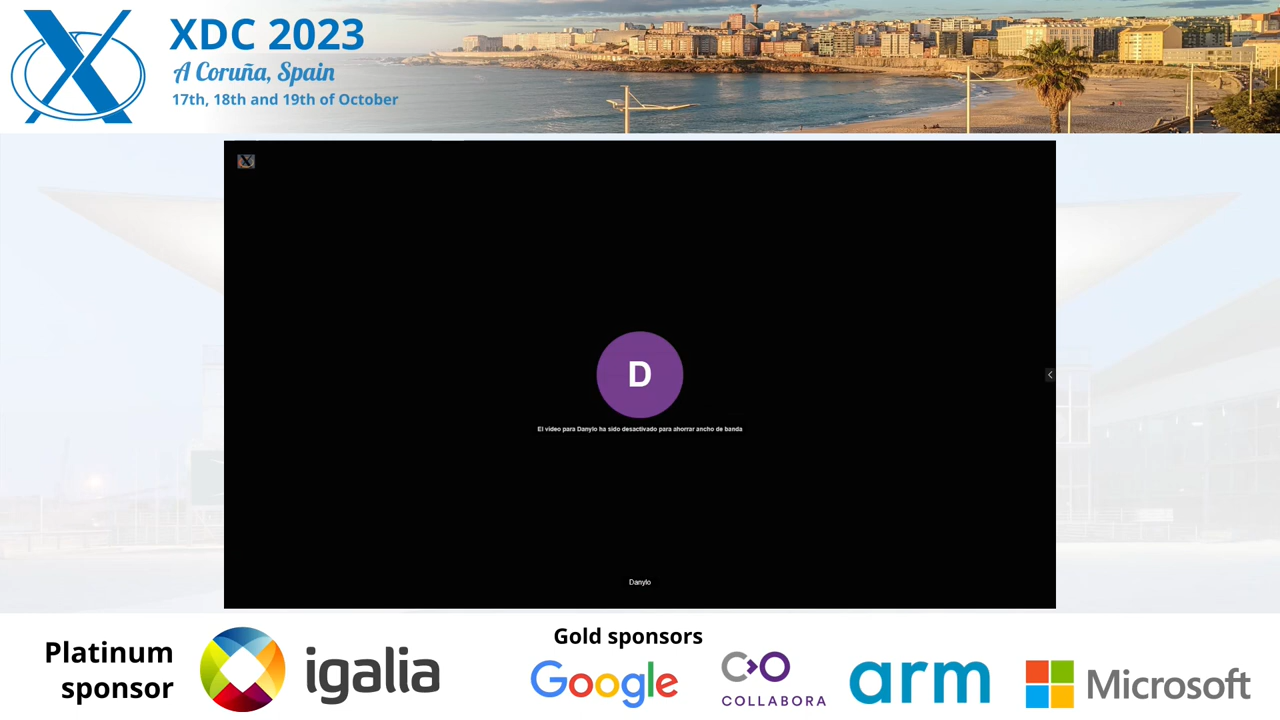 XDC 2023
A Coruña, Spain
17th, 18th and 19th of October
D
El vídeo para Danylo ha sido desactivado para ahorrar ancho de banda
Danylo
Platinum
sponsor
igalia
Gold sponsors
Google
COLLABORA
arm
Microsoft